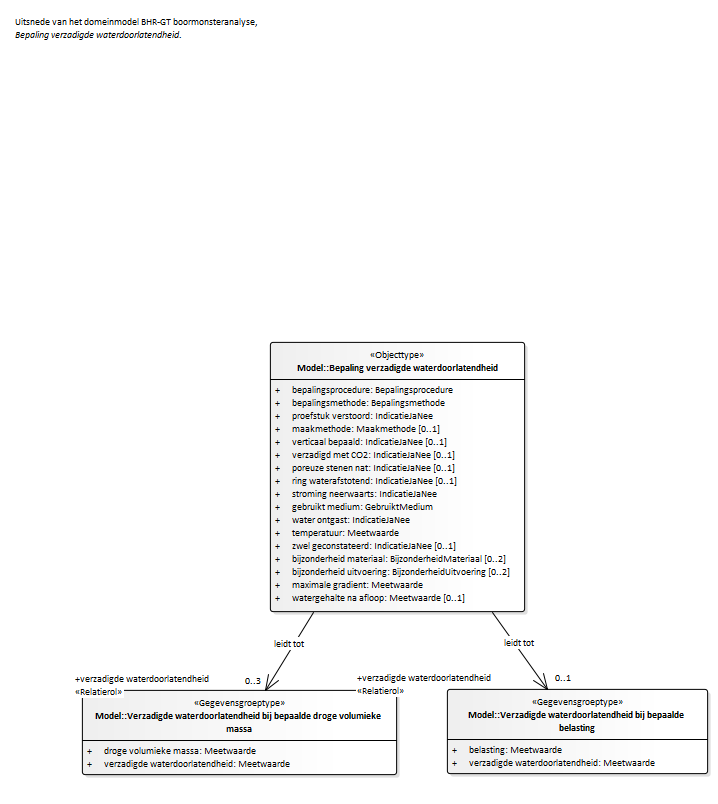 Uitsnede van het domeinmodel BHR-GT boormonsteranalyse,
Bepaling verzadigde waterdoorlatendheid.
«Objecttype»
Model::Bepaling verzadigde waterdoorlatendheid
+ bepalingsprocedure: Bepalingsprocedure
+ bepalingsmethode: Bepalingsmethode
+ proefstuk verstoord: IndicatieJaNee
+ maakmethode: Maakmethode [0..1]
+ verticaal bepaald: IndicatieJaNee [0..1]
+ verzadigd met CO2: IndicatieJaNee [0..1]
+ poreuze stenen nat: IndicatieJaNee [0..1]
+ ring waterafstotend: IndicatieJaNee [0..1]
+ stroming neerwaarts: IndicatieJaNee
+ gebruikt medium: GebruiktMedium
+ water ontgast: IndicatieJaNee
+ temperatuur: Meetwaarde
+ zwel geconstateerd: IndicatieJaNee [0..1]
+ bijzonderheid materiaal: BijzonderheidMateriaal [0..2]
+ bijzonderheid uitvoering: BijzonderheidUitvoering [0..2]
+ maximale gradient: Meetwaarde
+ watergehalte na afloop: Meetwaarde [0..1]
leidt tot
leidt tot
+verzadigde waterdoorlatendheid
«Relatierol»
0..3
+verzadigde waterdoorlatendheid
«Relatierol»
0..1
«Gegevensgroeptype»
Model::Verzadigde waterdoorlatendheid bij bepaalde droge volumieke
massa
+ droge volumieke massa: Meetwaarde
+ verzadigde waterdoorlatendheid: Meetwaarde
«Gegevensgroeptype»
Model::Verzadigde waterdoorlatendheid bij bepaalde
belasting
+ belasting: Meetwaarde
+ verzadigde waterdoorlatendheid: Meetwaarde